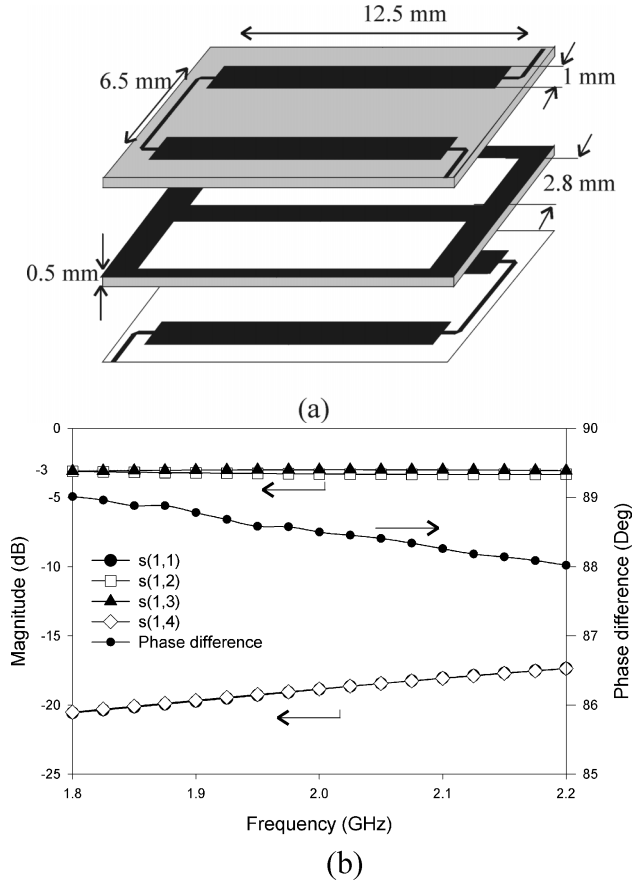 12.5 mm
6.5 mm
1 mm
2.8 mm
0.5 mm
(a)
0
-3
-5
-10
-15
-20
-25
Magnitude (dB)
90
89
88
87
86
85
Phase difference (Deg)
s(1,1)
s(1,2)
s(1,3)
s(1,4)
Phase difference
1.8 1.9 2.0 2.1 2.2
Frequency (GHz)
(b)